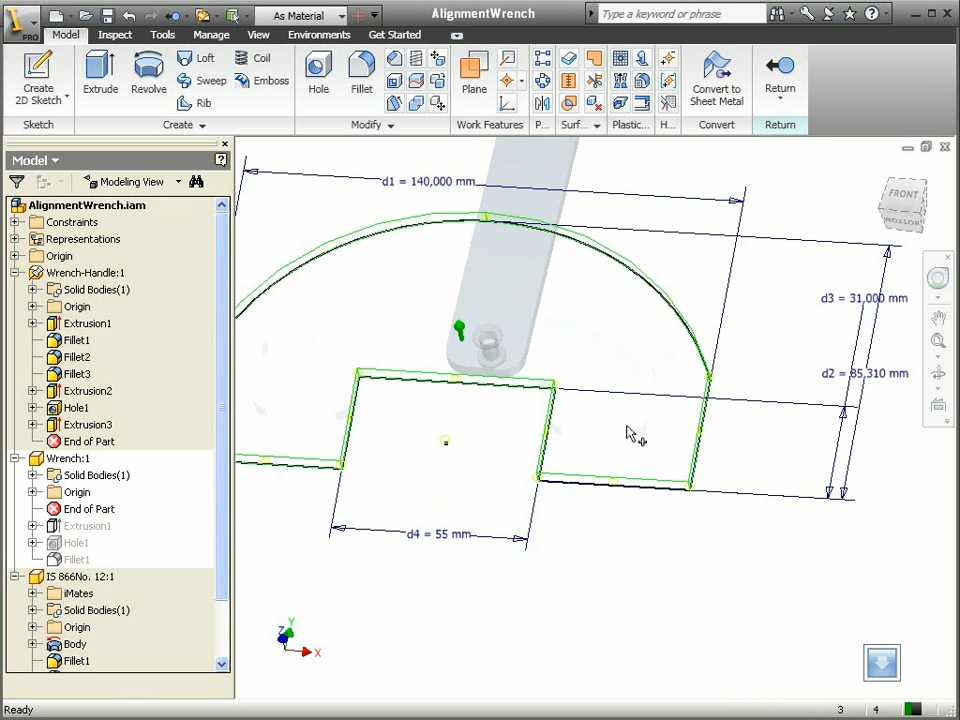 PRO
As Material
AlignmentWrench
Type a keyword or phrase
Model
Inspect
Tools
Manage
View
Environments
Get Started
Create
2D Sketch
Extrude
Revolve
Loft
Sweep
Rib
Coil
Emboss
Hole
Fillet
Plane
Convert to
Sheet Metal
Return
Sketch
Create
Modify
Work Features
P...
Surf...
Plastic...
H...
Convert
Return
Model
Modeling View
AlignmentWrench.iam
Constraints
Representations
Origin
Wrench-Handle:1
Solid Bodies(1)
Origin
Extrusion1
Fillet1
Fillet2
Fillet3
Extrusion2
Hole1
Extrusion3
End of Part
Wrench:1
Solid Bodies(1)
Origin
End of Part
Extrusion1
Hole1
Fillet1
IS 866No. 12:1
iMates
Solid Bodies(1)
Origin
Body
Fillet1
d1 = 140,000 mm
d3 = 31,000 mm
d2 = 85,310 mm
d4 = 55 mm
FRONT
Y
Z
X
Ready
3
4